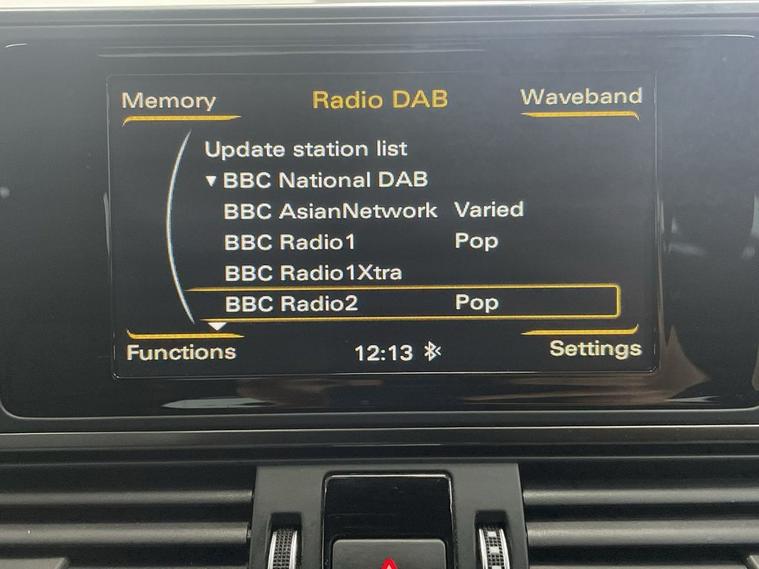 Memory Radio DAB Waveband
Update station list
▼ BBC National DAB
BBC AsianNetwork Varied
BBC Radio1 Pop
BBC Radio1Xtra
BBC Radio2 Pop
Functions 12:13 Settings